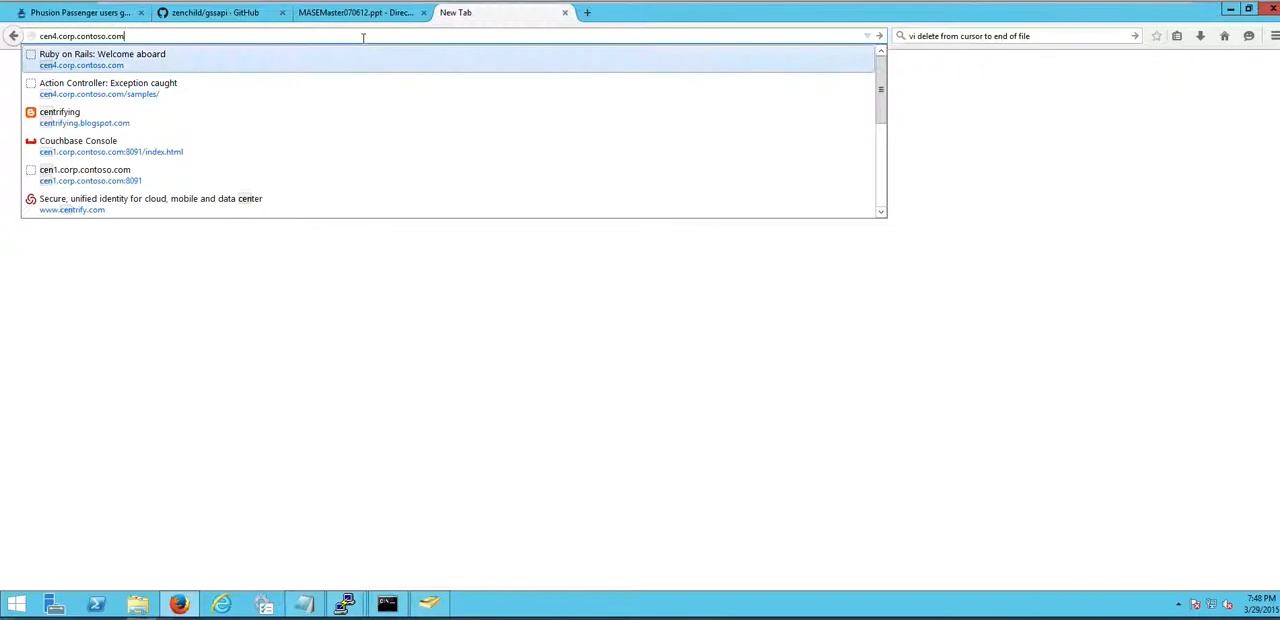 Phusion Passenger users g... zenchild/gssapi · GitHub MASEMaster070612.ppt - Direc... New Tab
cen4.corp.contoso.com vi delete from cursor to end of file
Ruby on Rails: Welcome aboard
cen4.corp.contoso.com
Action Controller: Exception caught
cen4.corp.contoso.com/samples/
centrifying
centrifying.blogspot.com
Couchbase Console
cen1.corp.contoso.com:8091/index.html
cen1.corp.contoso.com
cen1.corp.contoso.com:8091
Secure, unified identity for cloud, mobile and data center
www.centrify.com
7:48 PM
3/29/2015